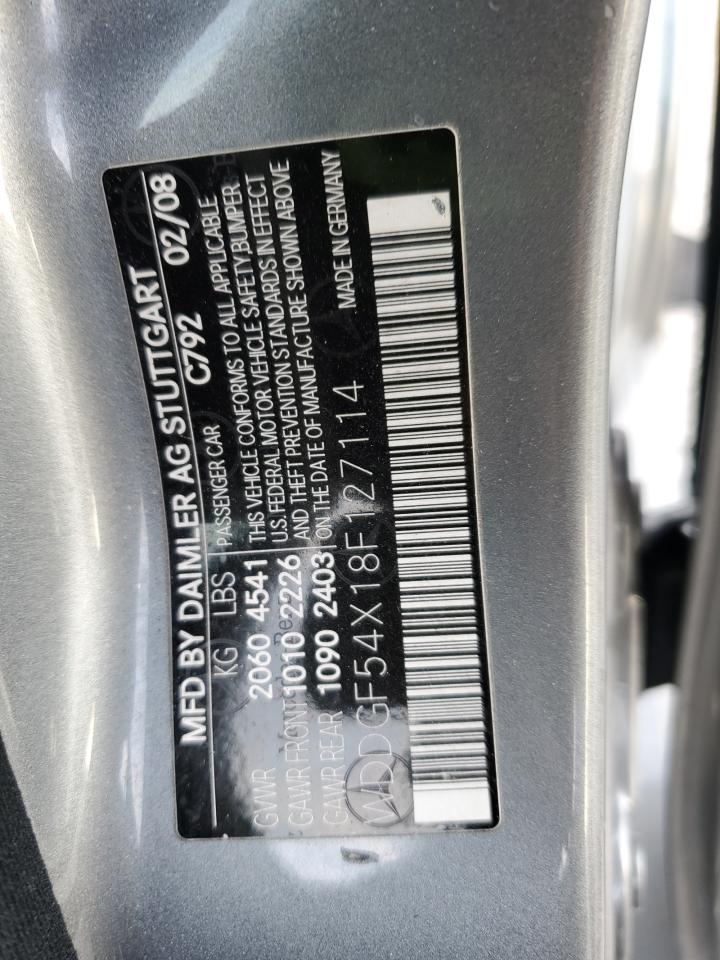 MFD BY DAIMLER AG STUTTGART
C792 02/08
KG LBS PASSENGER CAR
GVWR 2060 4541
GAWR FRONT 1010 2226
GAWR REAR 1090 2403
THIS VEHICLE CONFORMS TO ALL APPLICABLE
U.S. FEDERAL MOTOR VEHICLE SAFETY BUMPER
AND THEFT PREVENTION STANDARDS IN EFFECT
ON THE DATE OF MANUFACTURE SHOWN ABOVE
MADE IN GERMANY
WDDGF54X18F127114